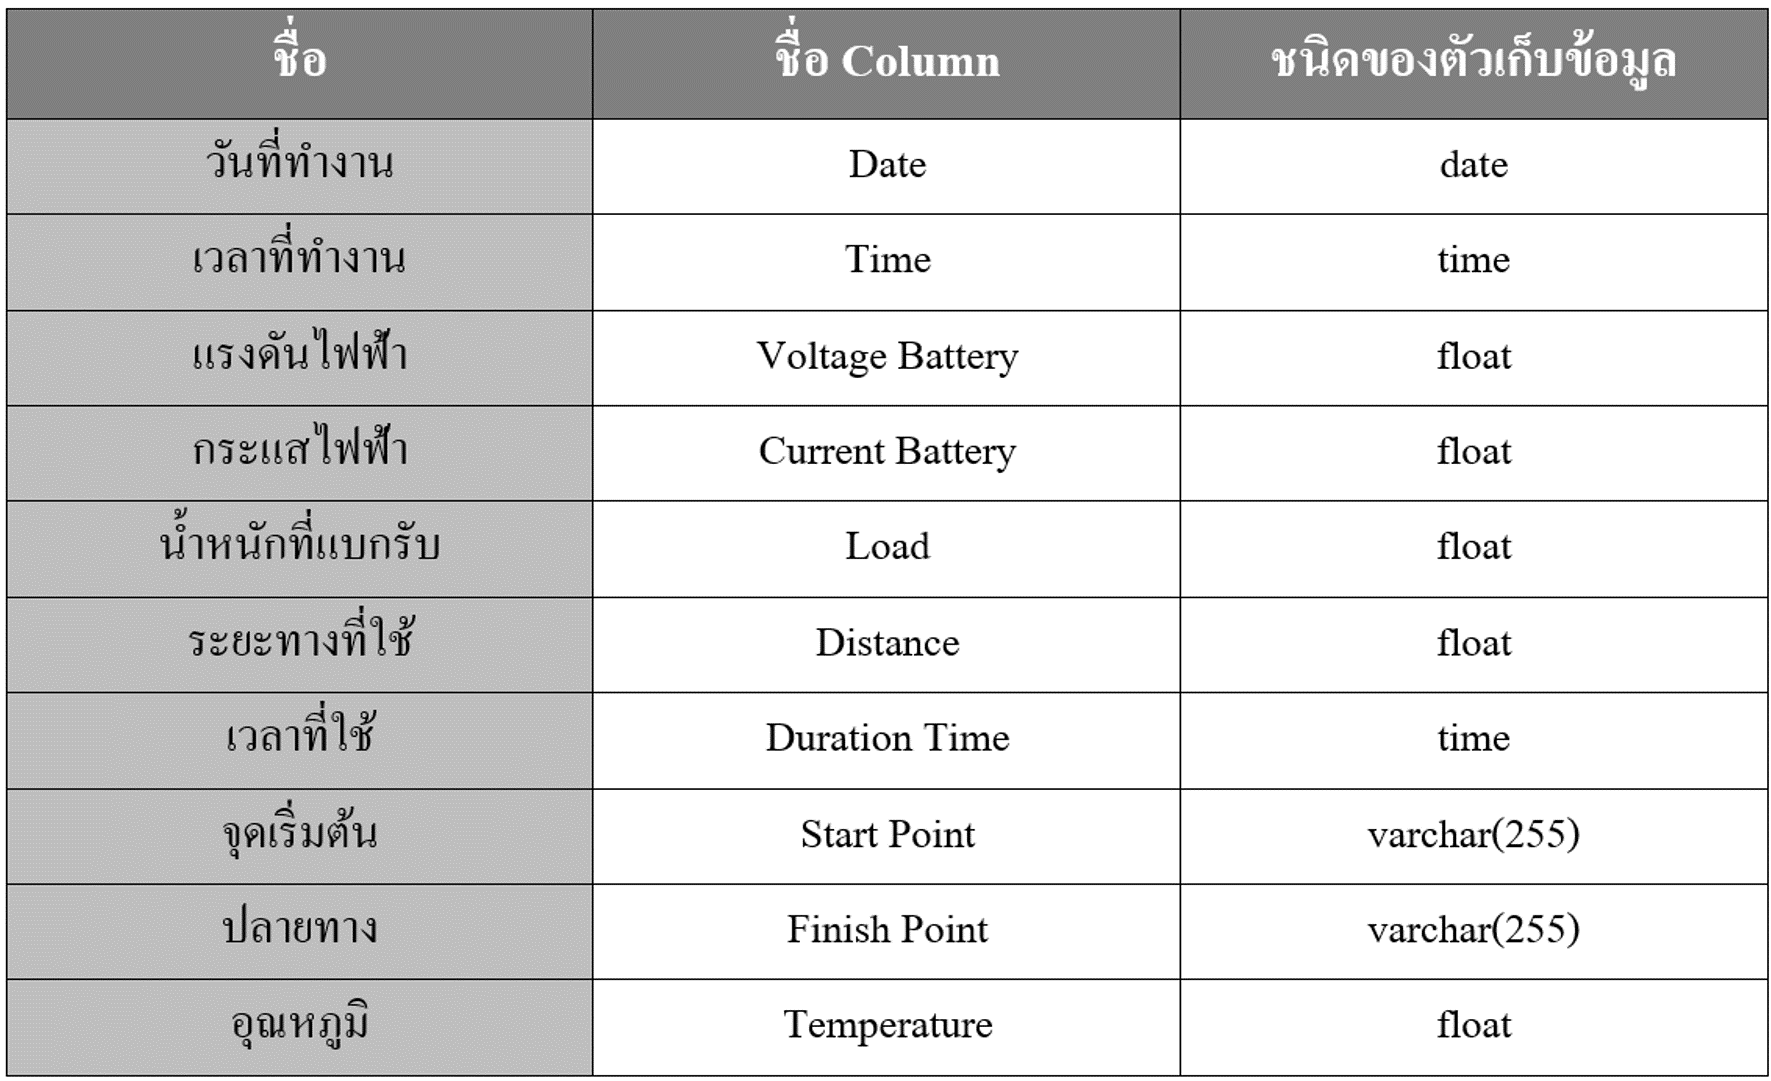 ชื่อ ชื่อ Column ชนิดของตัวเก็บข้อมูล
วันที่ทำงาน Date date
เวลาที่ทำงาน Time time
แรงดันไฟฟ้า Voltage Battery float
กระแสไฟฟ้า Current Battery float
น้ำหนักที่แบกรับ Load float
ระยะทางที่ใช้ Distance float
เวลาที่ใช้ Duration Time time
จุดเริ่มต้น Start Point varchar(255)
ปลายทาง Finish Point varchar(255)
อุณหภูมิ Temperature float